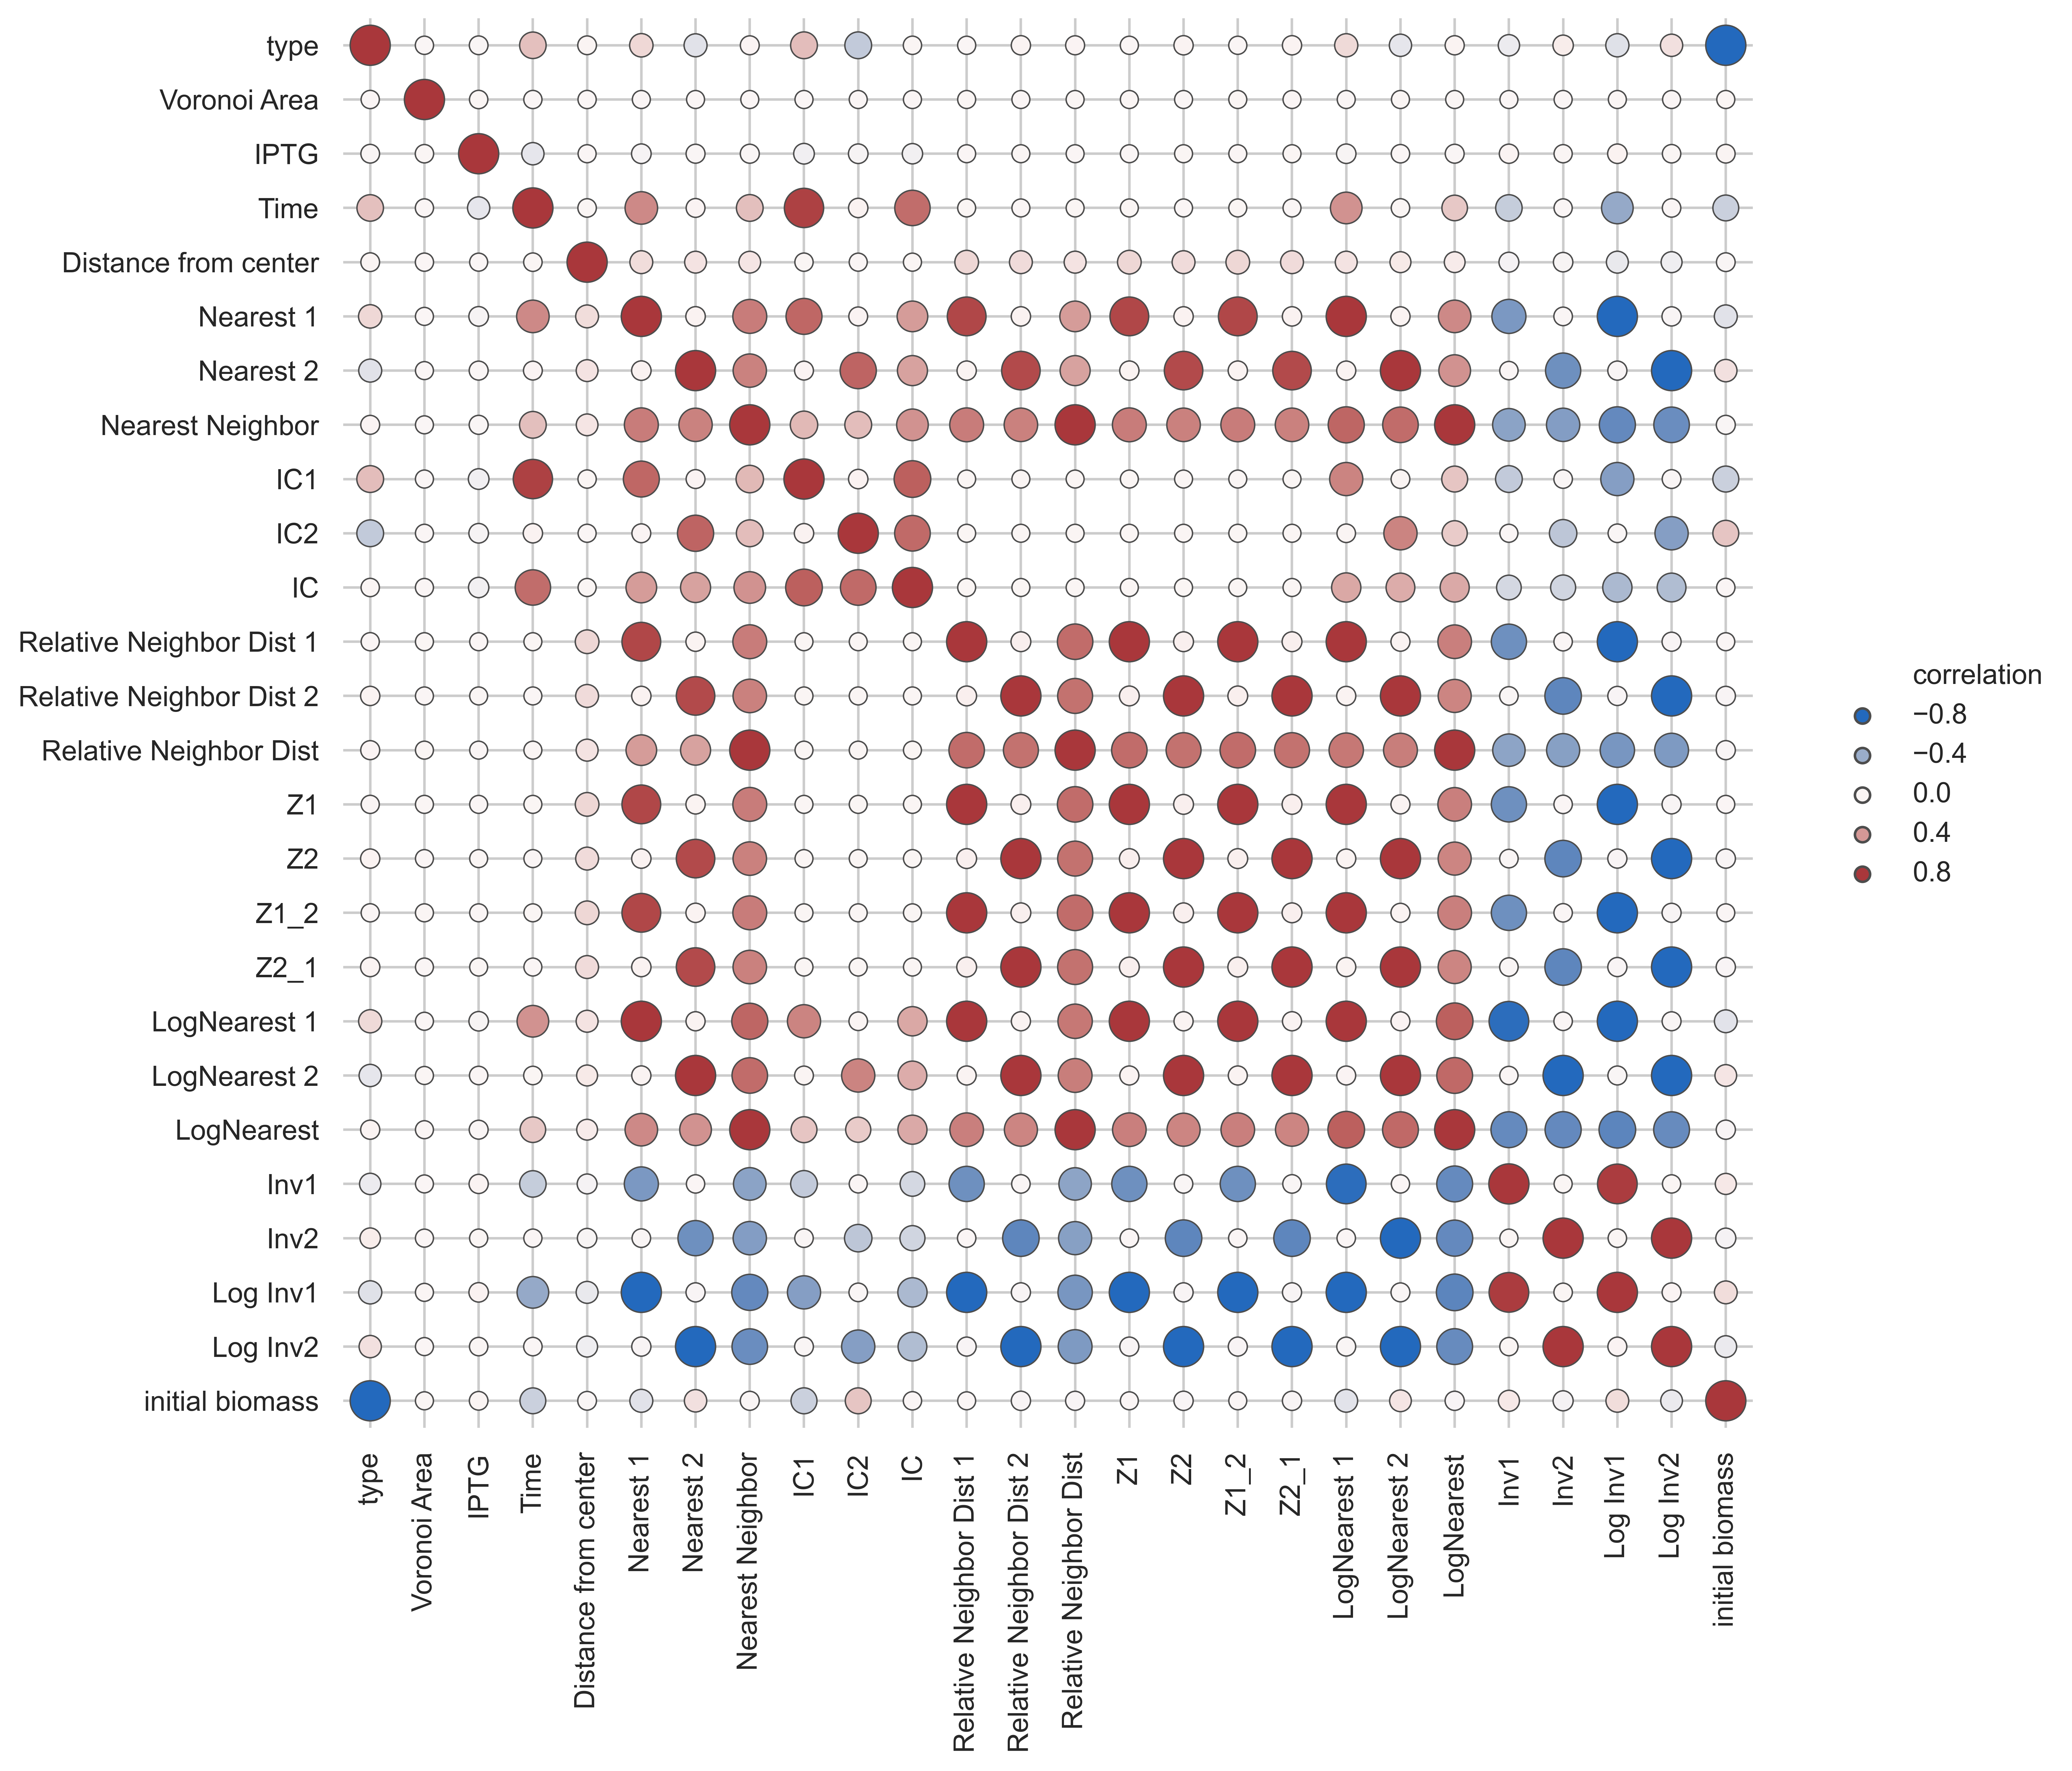 type
Voronoi Area
IPTG
Time
Distance from center
Nearest 1
Nearest 2
Nearest Neighbor
IC1
IC2
IC
Relative Neighbor Dist 1
Relative Neighbor Dist 2
Relative Neighbor Dist
Z1
Z2
Z1_2
Z2_1
LogNearest 1
LogNearest 2
LogNearest
Inv1
Inv2
Log Inv1
Log Inv2
initial biomass
type
Voronoi Area
IPTG
Time
Distance from center
Nearest 1
Nearest 2
Nearest Neighbor
IC1
IC2
IC
Relative Neighbor Dist 1
Relative Neighbor Dist 2
Relative Neighbor Dist
Z1
Z2
Z1_2
Z2_1
LogNearest 1
LogNearest 2
LogNearest
Inv1
Inv2
Log Inv1
Log Inv2
initial biomass
correlation
−0.8
−0.4
0.0
0.4
0.8